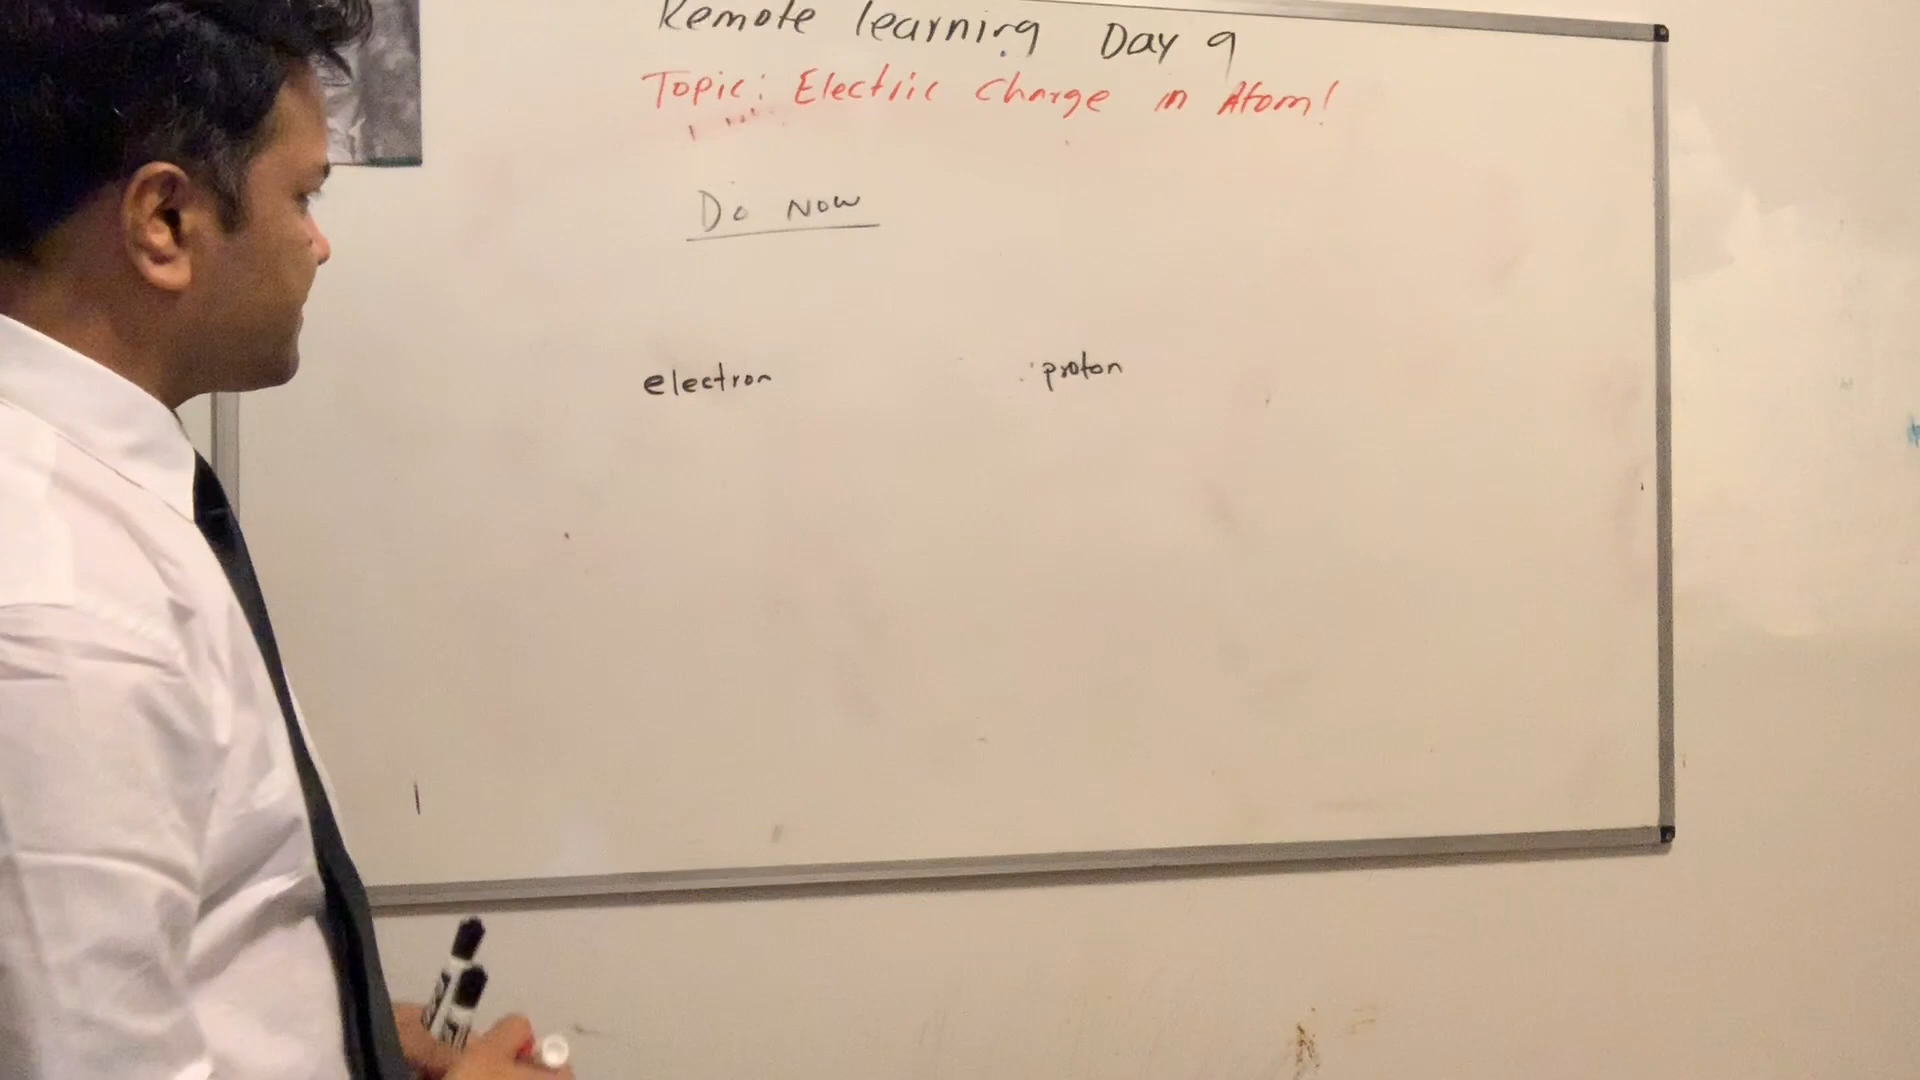 Remote learning Day 9
Topic: Electric Charge in Atom!
Do Now
electron proton